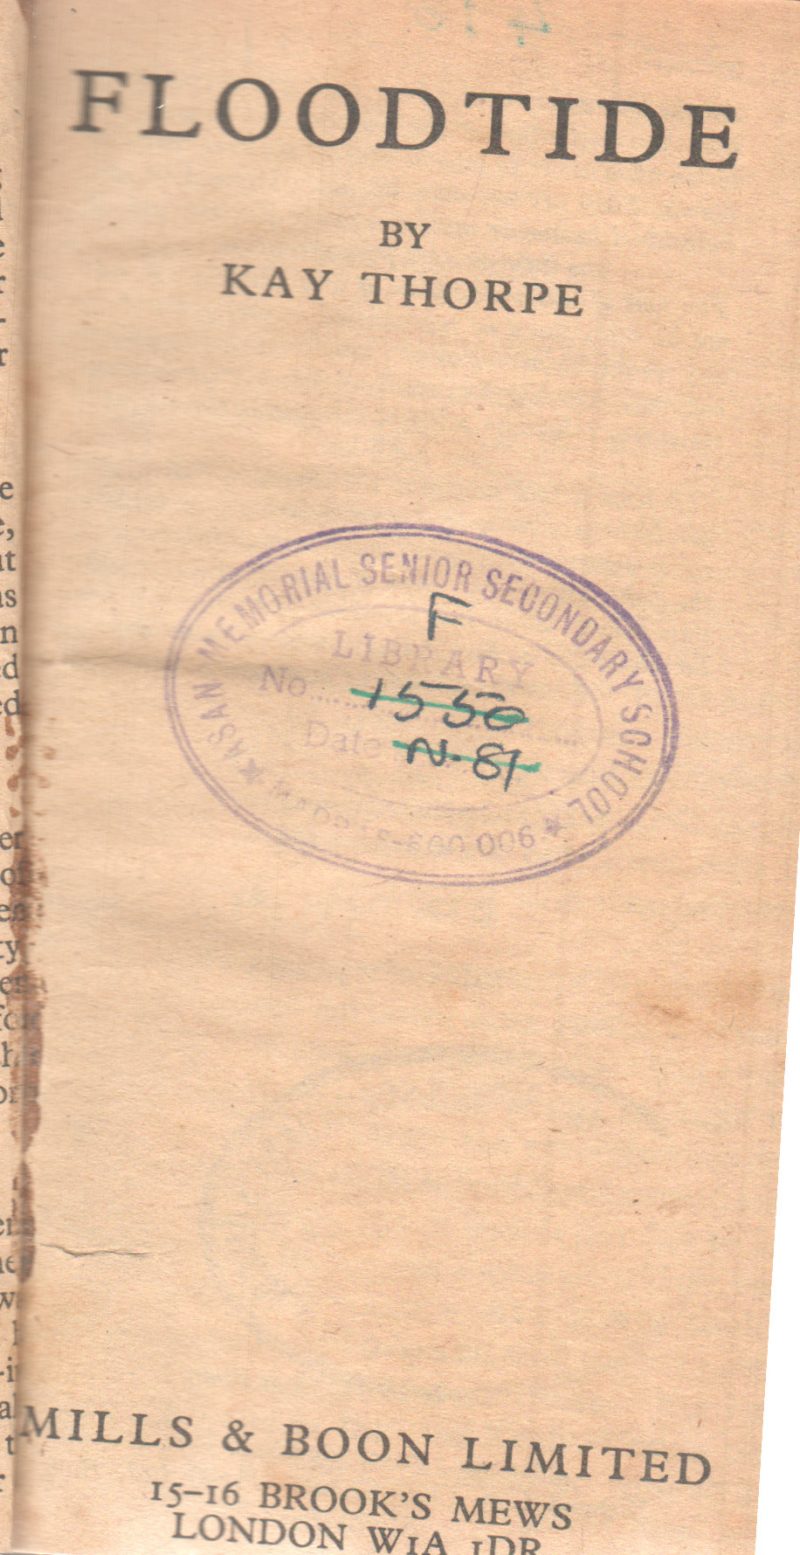 FLOODTIDE
BY
KAY THORPE
ASAN MEMORIAL SENIOR SECONDARY SCHOOL
F
LIBRARY
No. 1550
Date N-81
MADRAS-600 006
MILLS & BOON LIMITED
15–16 BROOK'S MEWS
LONDON W1A 1DR